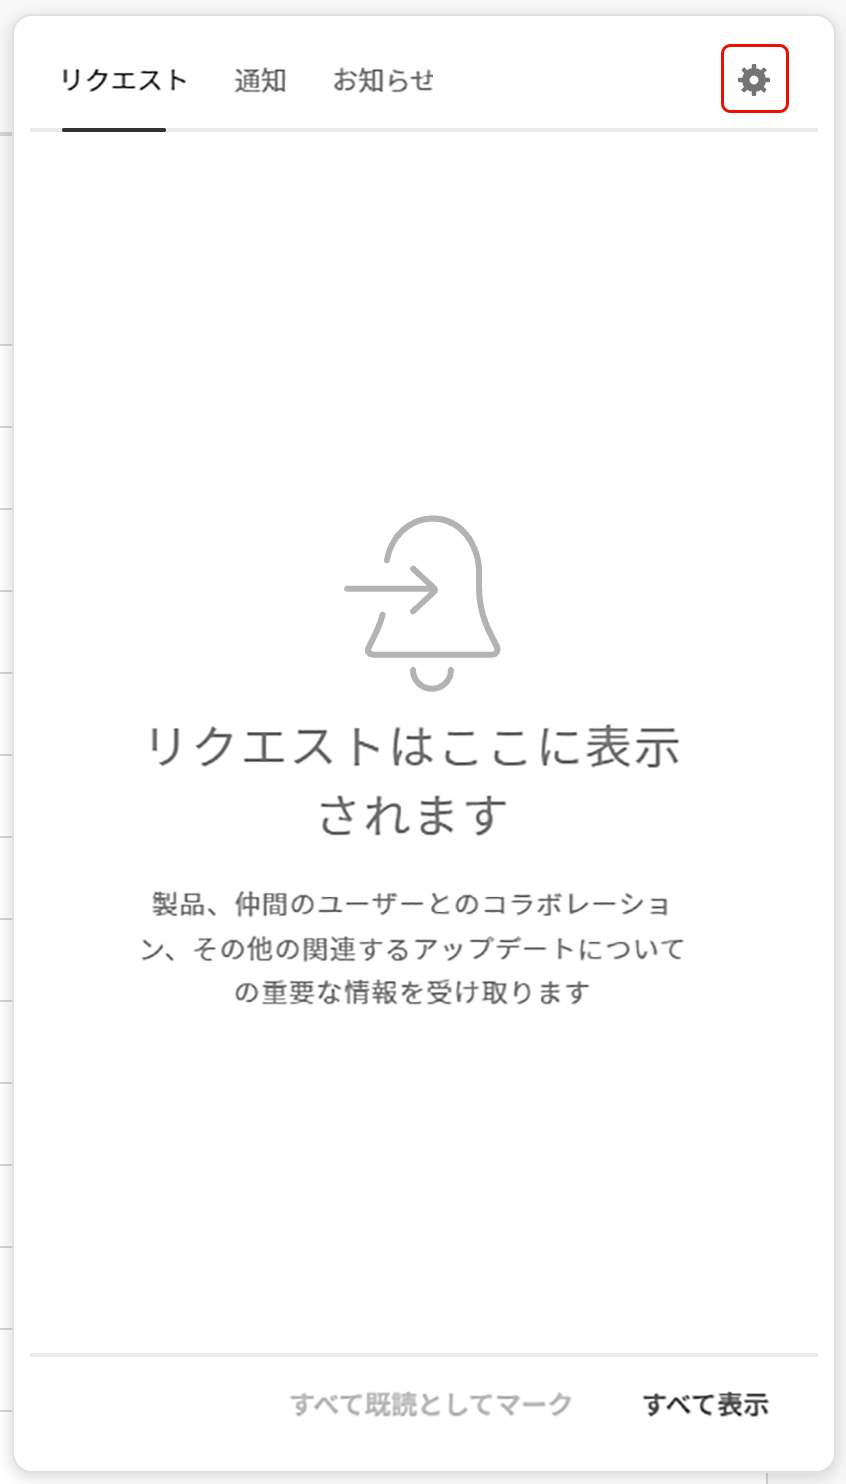 リクエスト 通知 お知らせ
リクエストはここに表示
されます
製品、仲間のユーザーとのコラボレーショ
ン、その他の関連するアップデートについて
の重要な情報を受け取ります
すべて既読としてマーク すべて表示